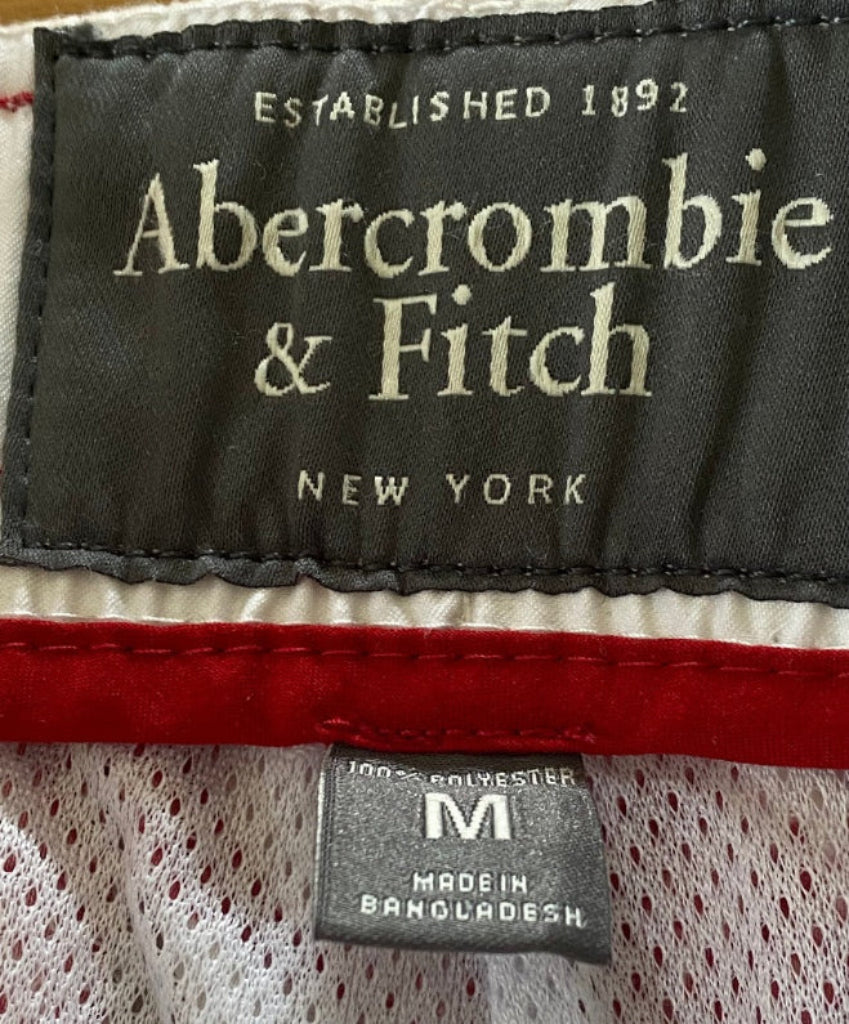 ESTABLISHED 1892
Abercrombie
& Fitch
NEW YORK
100% POLYESTER
M
MADE IN
BANGLADESH